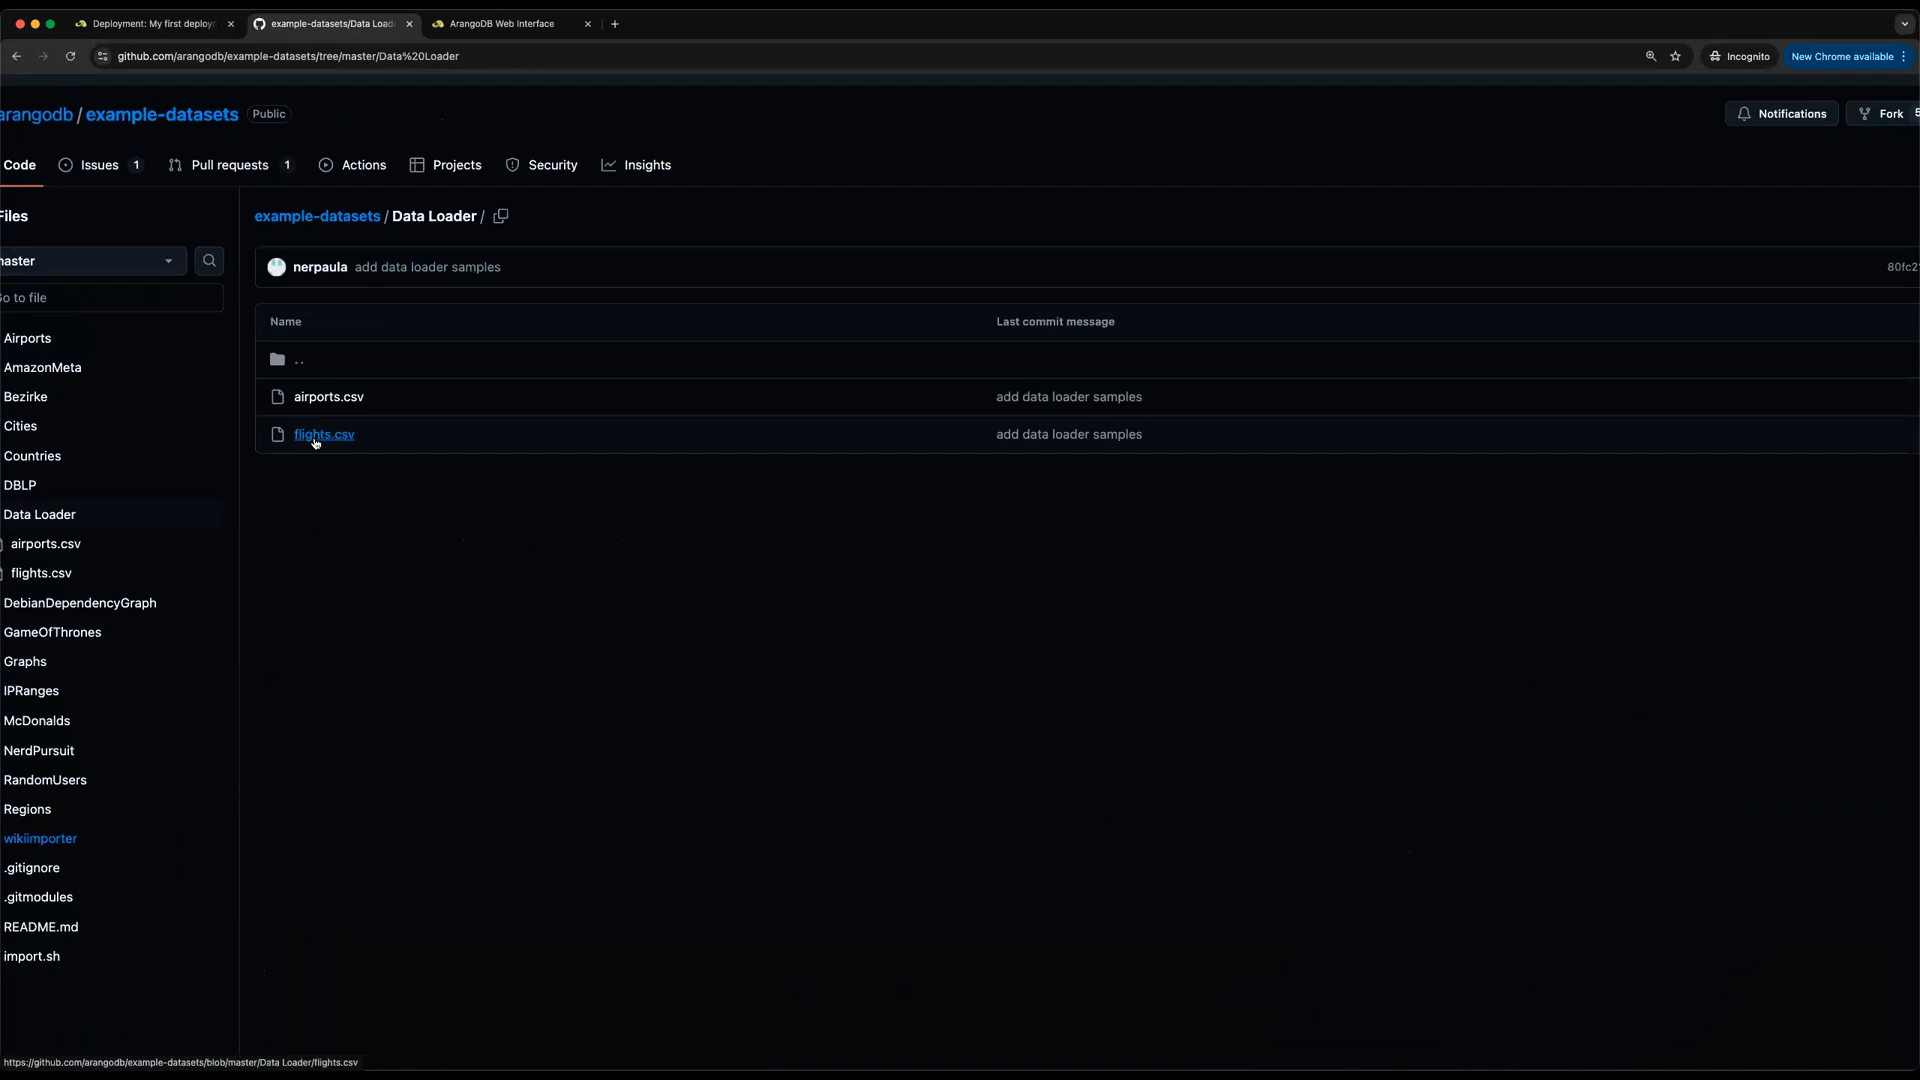 Deployment: My first deploym
example-datasets/Data Load
ArangoDB Web Interface
github.com/arangodb/example-datasets/tree/master/Data%20Loader
Incognito
New Chrome available
arangodb / example-datasets Public
Notifications
Fork 5
Code
Issues 1
Pull requests 1
Actions
Projects
Security
Insights
Files
master
Go to file
Airports
AmazonMeta
Bezirke
Cities
Countries
DBLP
Data Loader
airports.csv
flights.csv
DebianDependencyGraph
GameOfThrones
Graphs
IPRanges
McDonalds
NerdPursuit
RandomUsers
Regions
wikiimporter
.gitignore
.gitmodules
README.md
import.sh
example-datasets / Data Loader /
nerpaula add data loader samples
80fc2
Name Last commit message
..
airports.csv add data loader samples
flights.csv add data loader samples
https://github.com/arangodb/example-datasets/blob/master/Data Loader/flights.csv